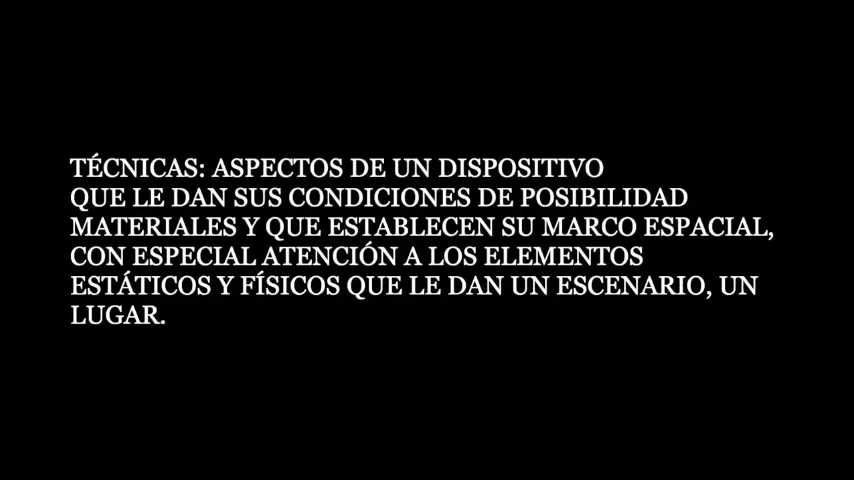 TÉCNICAS: ASPECTOS DE UN DISPOSITIVO
QUE LE DAN SUS CONDICIONES DE POSIBILIDAD
MATERIALES Y QUE ESTABLECEN SU MARCO ESPACIAL,
CON ESPECIAL ATENCIÓN A LOS ELEMENTOS
ESTÁTICOS Y FÍSICOS QUE LE DAN UN ESCENARIO, UN
LUGAR.